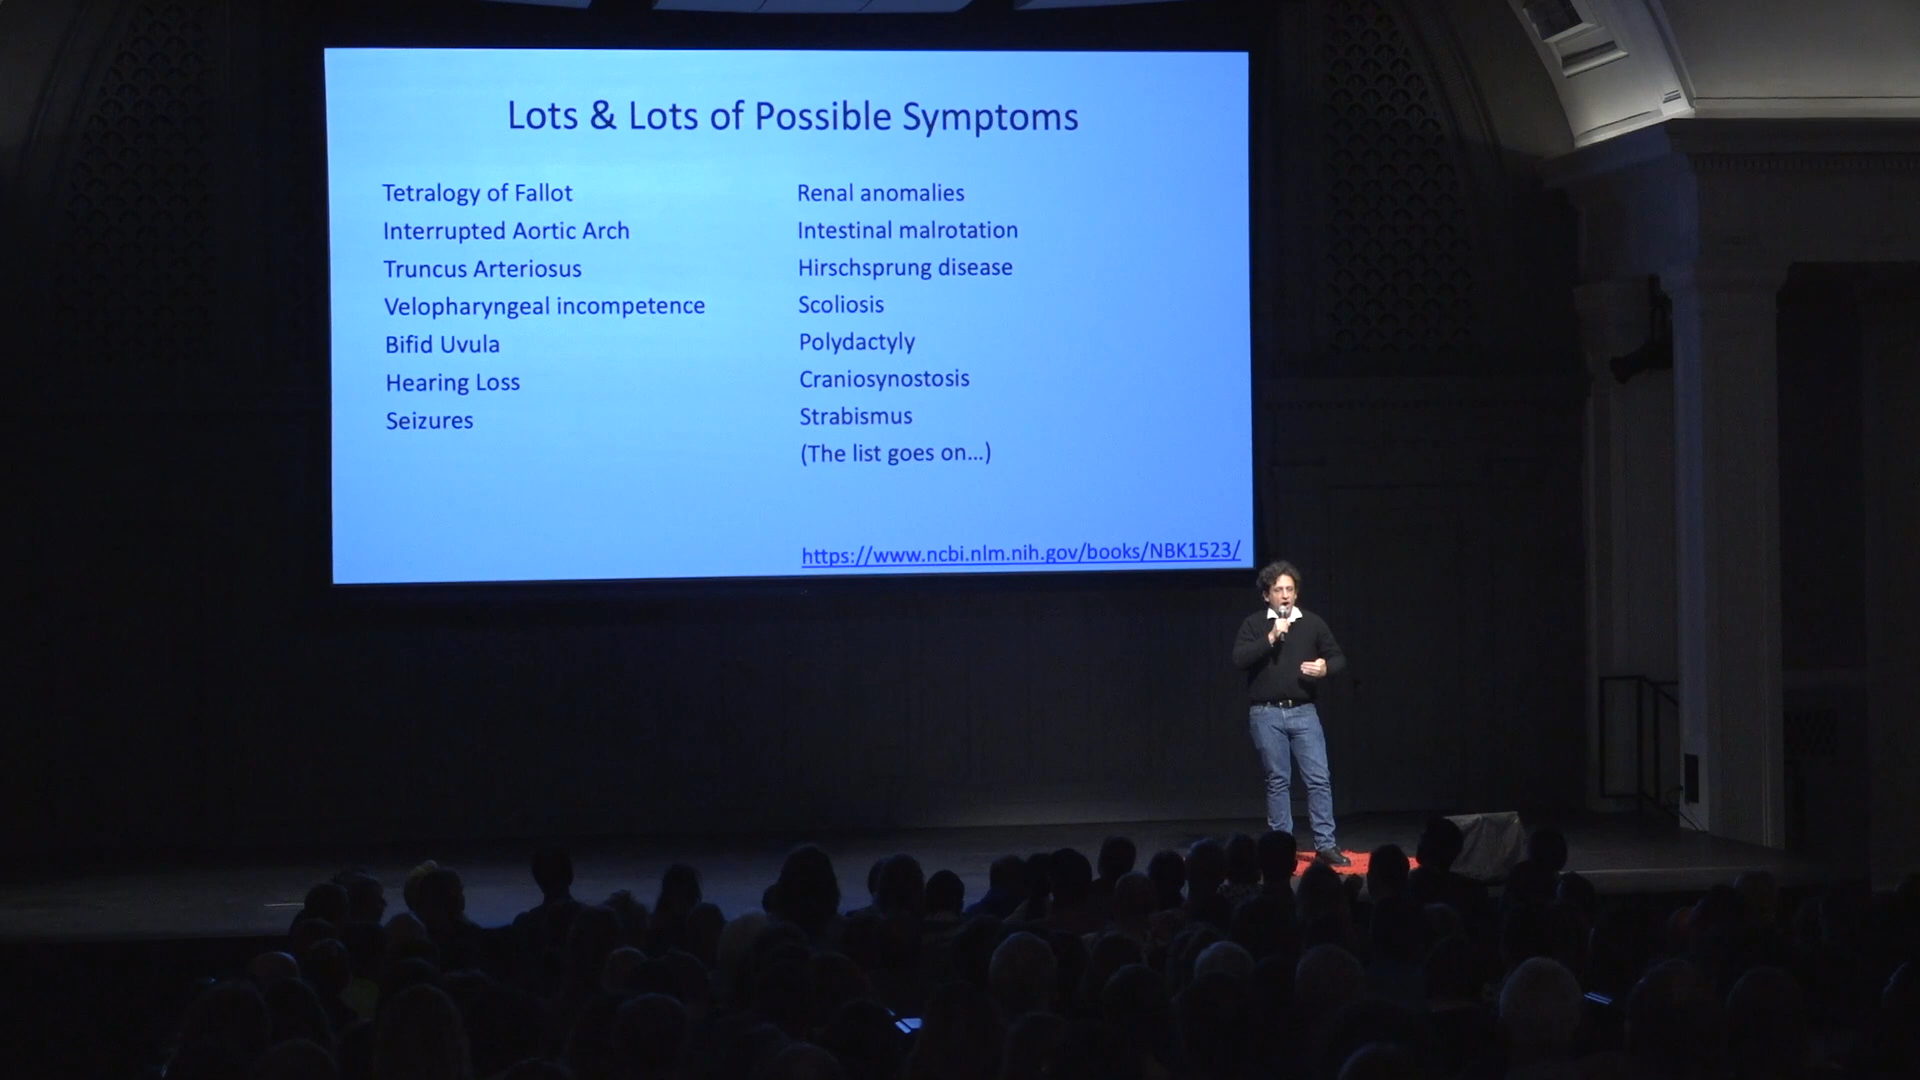 Lots & Lots of Possible Symptoms
Tetralogy of Fallot
Interrupted Aortic Arch
Truncus Arteriosus
Velopharyngeal incompetence
Bifid Uvula
Hearing Loss
Seizures
Renal anomalies
Intestinal malrotation
Hirschsprung disease
Scoliosis
Polydactyly
Craniosynostosis
Strabismus
(The list goes on...)
https://www.ncbi.nlm.nih.gov/books/NBK1523/